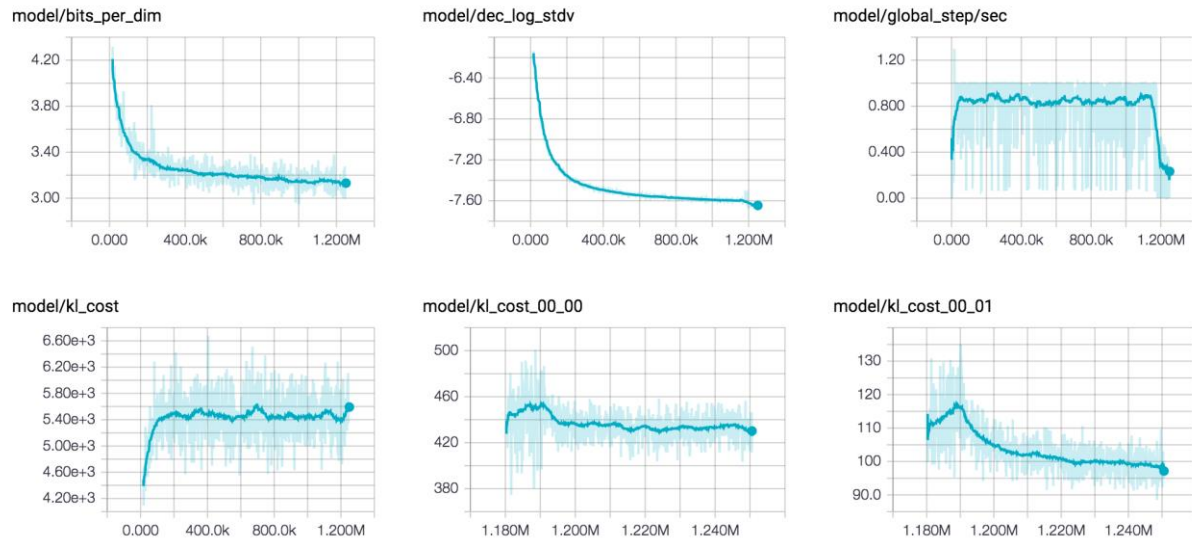 model/bits_per_dim
4.20
3.80
3.40
3.00
0.000 400.0k 800.0k 1.200M
model/dec_log_stdv
-6.40
-6.80
-7.20
-7.60
0.000 400.0k 800.0k 1.200M
model/global_step/sec
1.20
0.800
0.400
0.00
0.000 400.0k 800.0k 1.200M
model/kl_cost
6.60e+3
6.20e+3
5.80e+3
5.40e+3
5.00e+3
4.60e+3
4.20e+3
0.000 400.0k 800.0k 1.200M
model/kl_cost_00_00
500
460
420
380
1.180M 1.200M 1.220M 1.240M
model/kl_cost_00_01
130
120
110
100
90.0
1.180M 1.200M 1.220M 1.240M